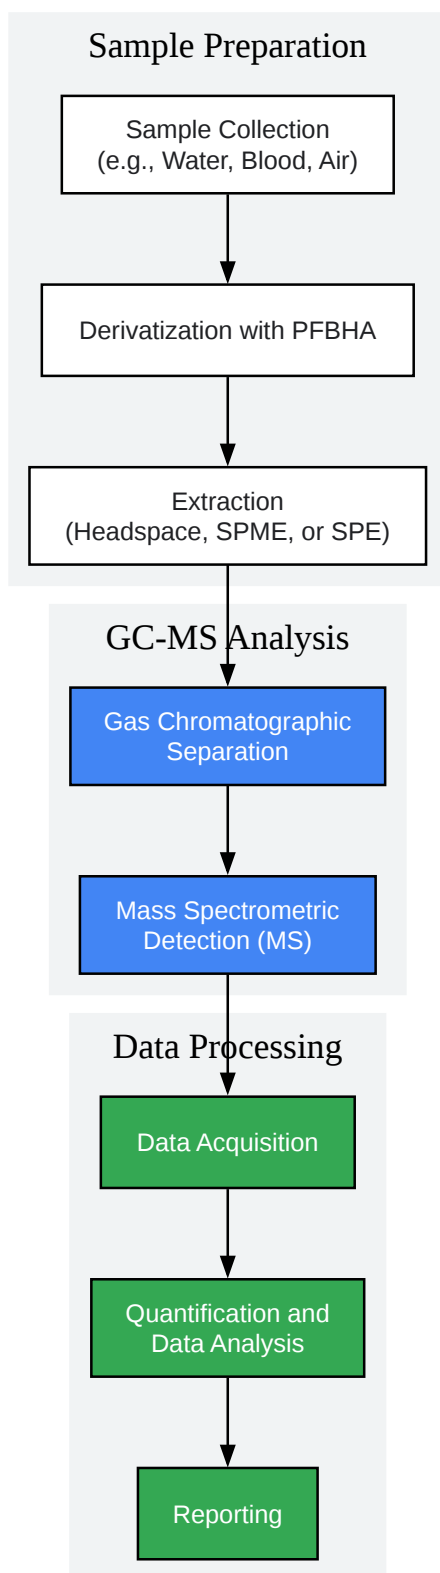 Sample Preparation
Sample Collection
(e.g., Water, Blood, Air)
Derivatization with PFBHA
Extraction
(Headspace, SPME, or SPE)
GC-MS Analysis
Gas Chromatographic
Separation
Mass Spectrometric
Detection (MS)
Data Processing
Data Acquisition
Quantification and
Data Analysis
Reporting